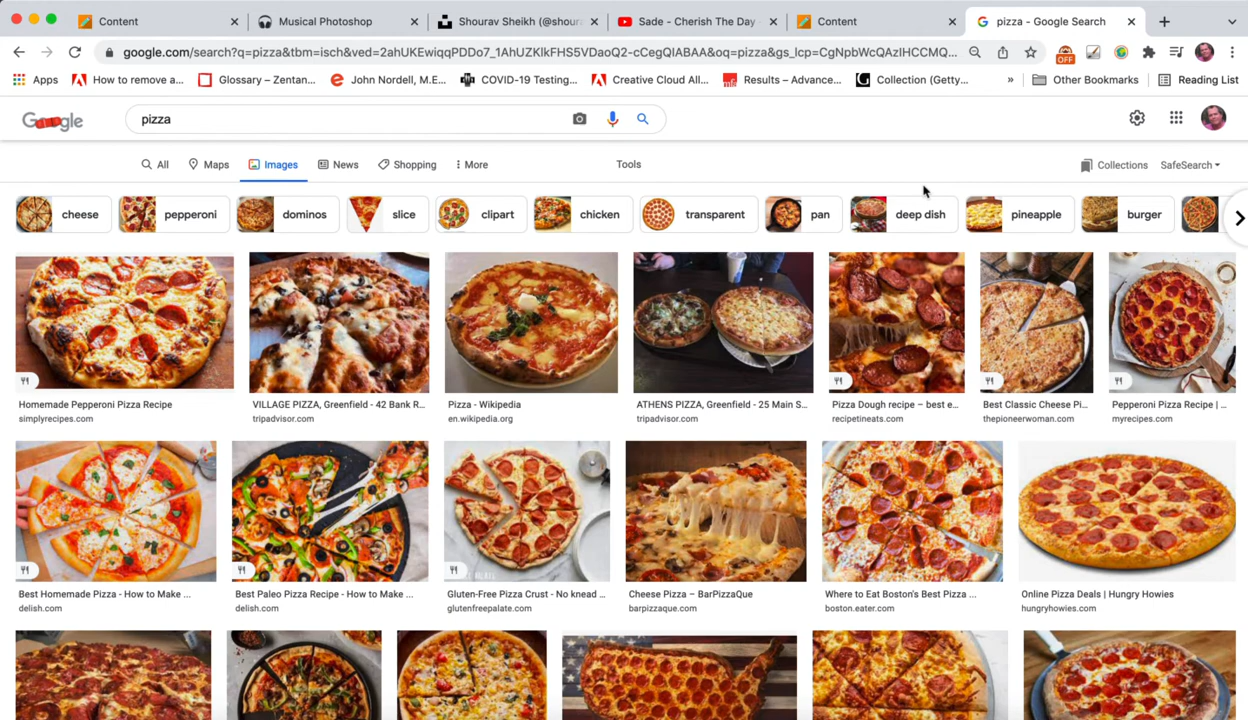 Content
Musical Photoshop
Shourav Sheikh (@shour
Sade - Cherish The Day -
Content
pizza - Google Search
google.com/search?q=pizza&tbm=isch&ved=2ahUKEwiqqPDDo7_1AhUZKlkFHS5VDaoQ2-cCegQIABAA&oq=pizza&gs_lcp=CgNpbWcQAzIHCCMQ...
OFF
Apps
How to remove a...
Glossary – Zentan...
John Nordell, M.E...
COVID-19 Testing...
Creative Cloud All...
Results – Advance...
Collection (Getty...
»
Other Bookmarks
Reading List
Google
pizza
All
Maps
Images
News
Shopping
More
Tools
Collections
SafeSearch
cheese
pepperoni
dominos
slice
clipart
chicken
transparent
pan
deep dish
pineapple
burger
Homemade Pepperoni Pizza Recipe
simplyrecipes.com
VILLAGE PIZZA, Greenfield - 42 Bank R...
tripadvisor.com
Pizza - Wikipedia
en.wikipedia.org
ATHENS PIZZA, Greenfield - 25 Main S...
tripadvisor.com
Pizza Dough recipe – best e...
recipetineats.com
Best Classic Cheese Pi...
thepioneerwoman.com
Pepperoni Pizza Recipe | ...
myrecipes.com
Best Homemade Pizza - How to Make ...
delish.com
Best Paleo Pizza Recipe - How to Make ...
delish.com
Gluten-Free Pizza Crust - No knead ...
glutenfreepalate.com
Cheese Pizza – BarPizzaQue
barpizzaque.com
Where to Eat Boston's Best Pizza ...
boston.eater.com
Online Pizza Deals | Hungry Howies
hungryhowies.com